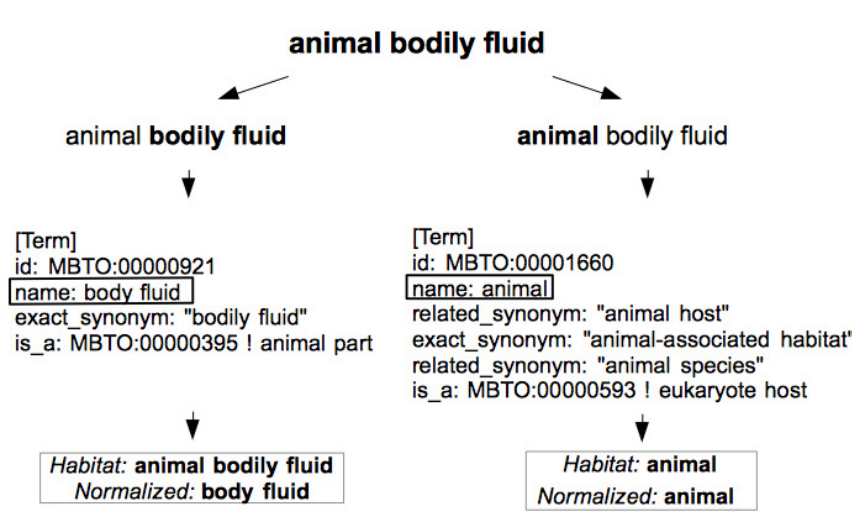 animal bodily fluid
animal bodily fluid
animal bodily fluid
[Term]
id: MBTO:00000921
name: body fluid
exact_synonym: "bodily fluid"
is_a: MBTO:00000395 ! animal part
[Term]
id: MBTO:00001660
name: animal
related_synonym: "animal host"
exact_synonym: "animal-associated habitat"
related_synonym: "animal species"
is_a: MBTO:00000593 ! eukaryote host
Habitat: animal bodily fluid
Normalized: body fluid
Habitat: animal
Normalized: animal